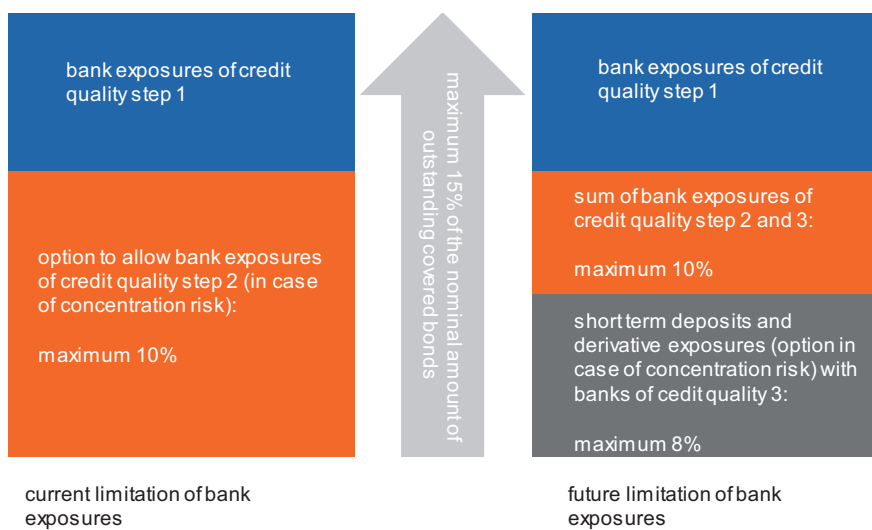 bank exposures of credit
quality step 1
option to allow bank exposures
of credit quality step 2 (in case
of concentration risk):
maximum 10%
current limitation of bank
exposures
maximum 15% of the nominal amount of
outstanding covered bonds
bank exposures of credit
quality step 1
sum of bank exposures of
credit quality step 2 and 3:
maximum 10%
short term deposits and
derivative exposures (option in
case of concentration risk) with
banks of cedit quality 3:
maximum 8%
future limitation of bank
exposures